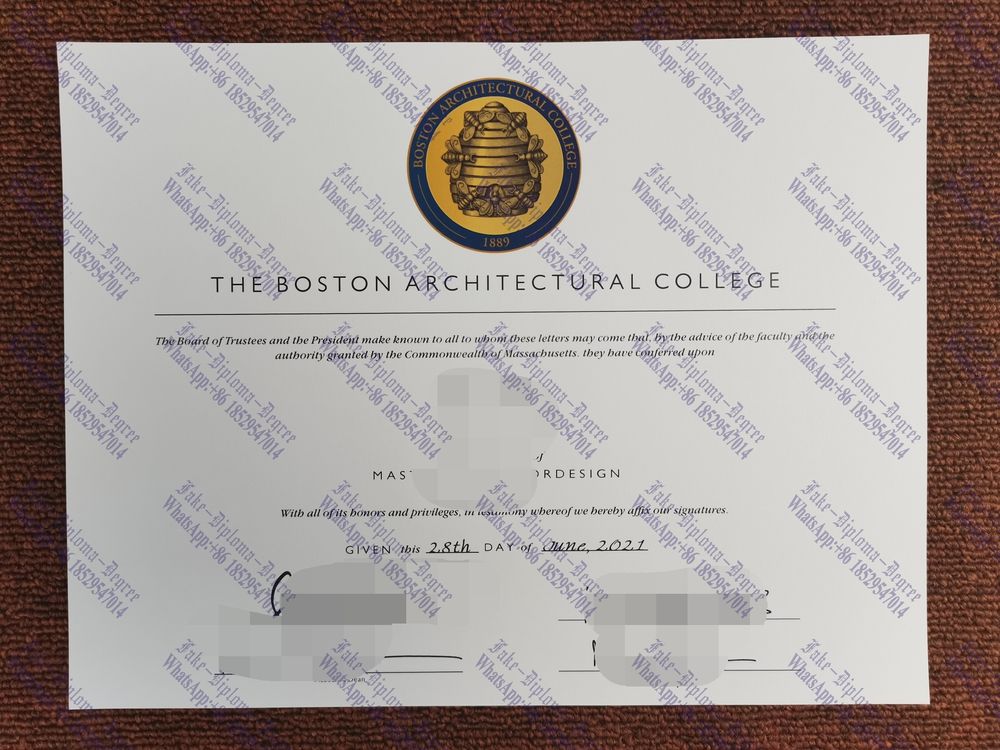 BOSTON ARCHITECTURAL COLLEGE
1889
THE BOSTON ARCHITECTURAL COLLEGE
The Board of Trustees and the President make known to all to whom these letters may come that, by the advice of the faculty and the
authority granted by the Commonwealth of Massachusetts, they have conferred upon
of
MAS ORDESIGN
With all of its honors and privileges, in testimony whereof we hereby affix our signatures.
GIVEN this 28th DAY of June, 2021
Fake-Diploma-Degree
WhatsApp:+86 18529547014